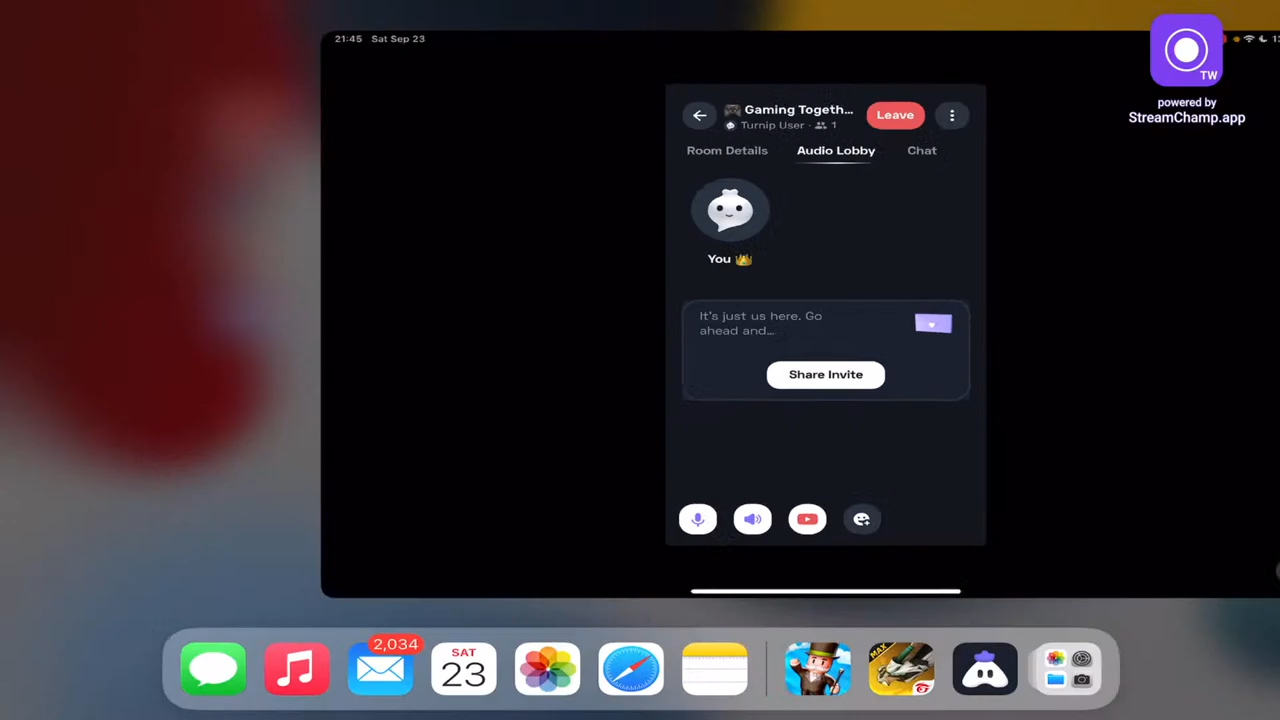 21:45 Sat Sep 23
TW
powered by
StreamChamp.app
🎮 Gaming Togeth...
Turnip User · 1
Leave
Room Details
Audio Lobby
Chat
You 👑
It's just us here. Go
ahead and...
Share Invite
2,034
SAT
23
MAX